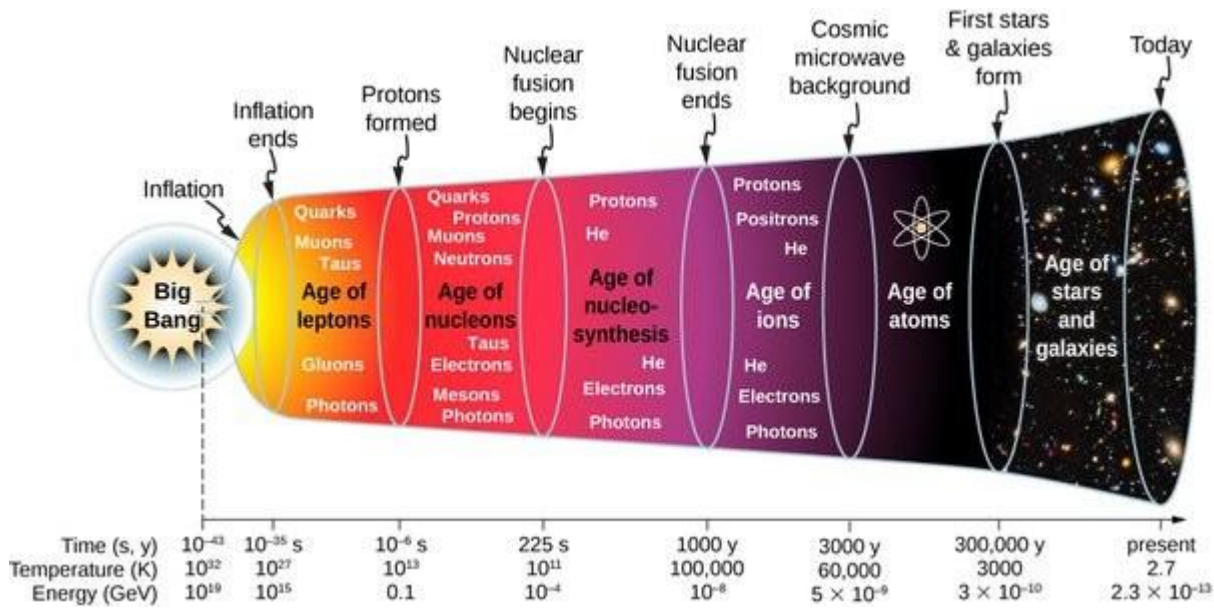 Inflation
Inflation
ends
Protons
formed
Nuclear
fusion
begins
Nuclear
fusion
ends
Cosmic
microwave
background
First stars
& galaxies
form
Today
Big
Bang
Quarks
Muons
Taus
Age of
leptons
Gluons
Photons
Quarks
Protons
Muons
Neutrons
Age of
nucleons
Taus
Electrons
Mesons
Photons
Protons
He
Age of
nucleo-
synthesis
He
Electrons
Photons
Protons
Positrons
He
Age of
ions
He
Electrons
Photons
Age of
atoms
Age of
stars
and
galaxies
Time (s, y) 10⁻⁴³ 10⁻³⁵ s 10⁻⁶ s 225 s 1000 y 3000 y 300,000 y present
Temperature (K) 10³² 10²⁷ 10¹³ 10¹¹ 100,000 60,000 3000 2.7
Energy (GeV) 10¹⁹ 10¹⁵ 0.1 10⁻⁴ 10⁻⁸ 5 × 10⁻⁹ 3 × 10⁻¹⁰ 2.3 × 10⁻¹³